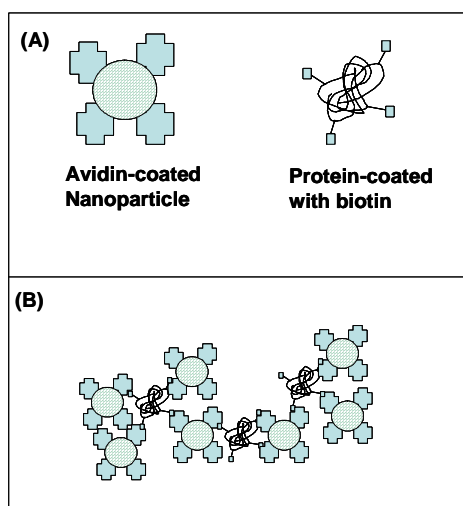 (A)
Avidin-coated
Nanoparticle
Protein-coated
with biotin
(B)